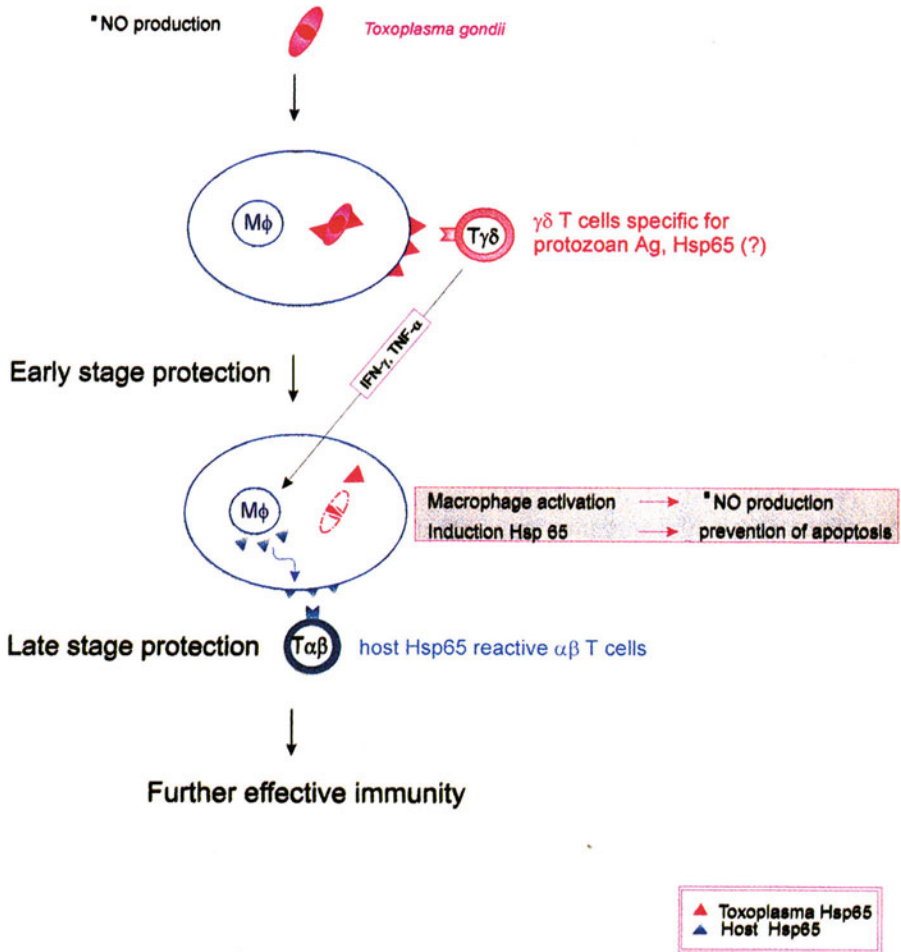 ▪NO production
Toxoplasma gondii
Mϕ
Tγδ
γδ T cells specific for
protozoan Ag, Hsp65 (?)
IFN-γ, TNF-α
Early stage protection
Mϕ
Macrophage activation → ▪NO production
Induction Hsp 65 → prevention of apoptosis
Late stage protection
Tαβ
host Hsp65 reactive αβ T cells
Further effective immunity
Toxoplasma Hsp65
Host Hsp65